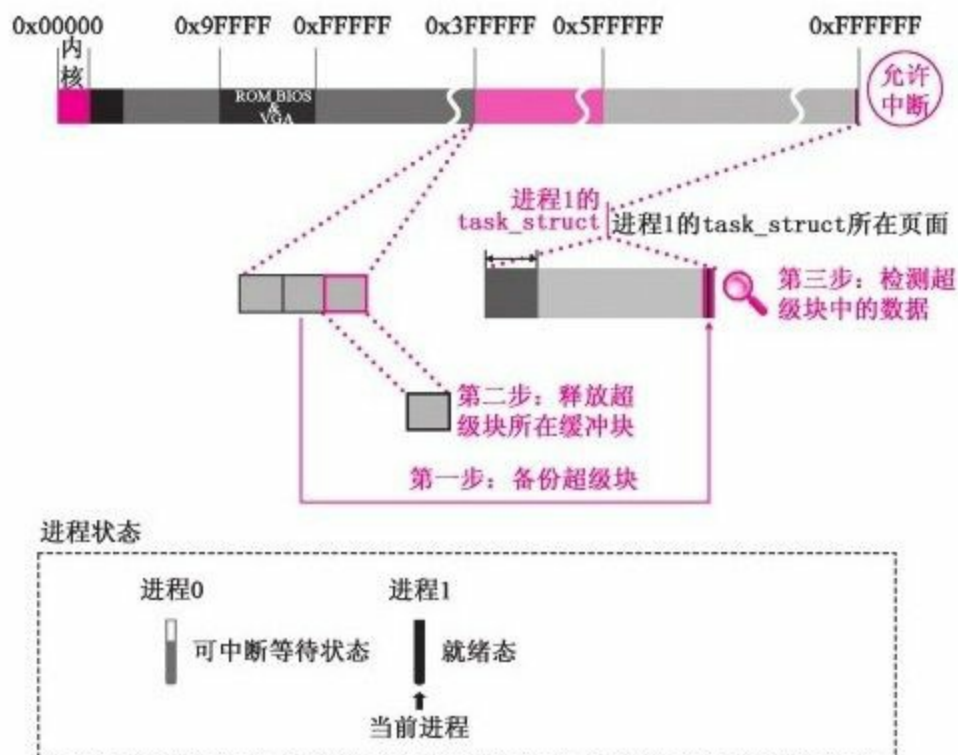 0x00000 0x9FFFF 0xFFFFF 0x3FFFFF 0x5FFFFF 0xFFFFFF
内
核
ROM BIOS
&
VGA
允许
中断
进程1的
task_struct
进程1的task_struct所在页面
第三步：检测超
级块中的数据
第二步：释放超
级块所在缓冲块
第一步：备份超级块
进程状态
进程0 进程1
可中断等待状态 就绪态
当前进程